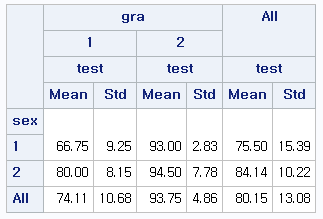 gra All
1 2
test test test
Mean Std Mean Std Mean Std
sex
1 66.75 9.25 93.00 2.83 75.50 15.39
2 80.00 8.15 94.50 7.78 84.14 10.22
All 74.11 10.68 93.75 4.86 80.15 13.08